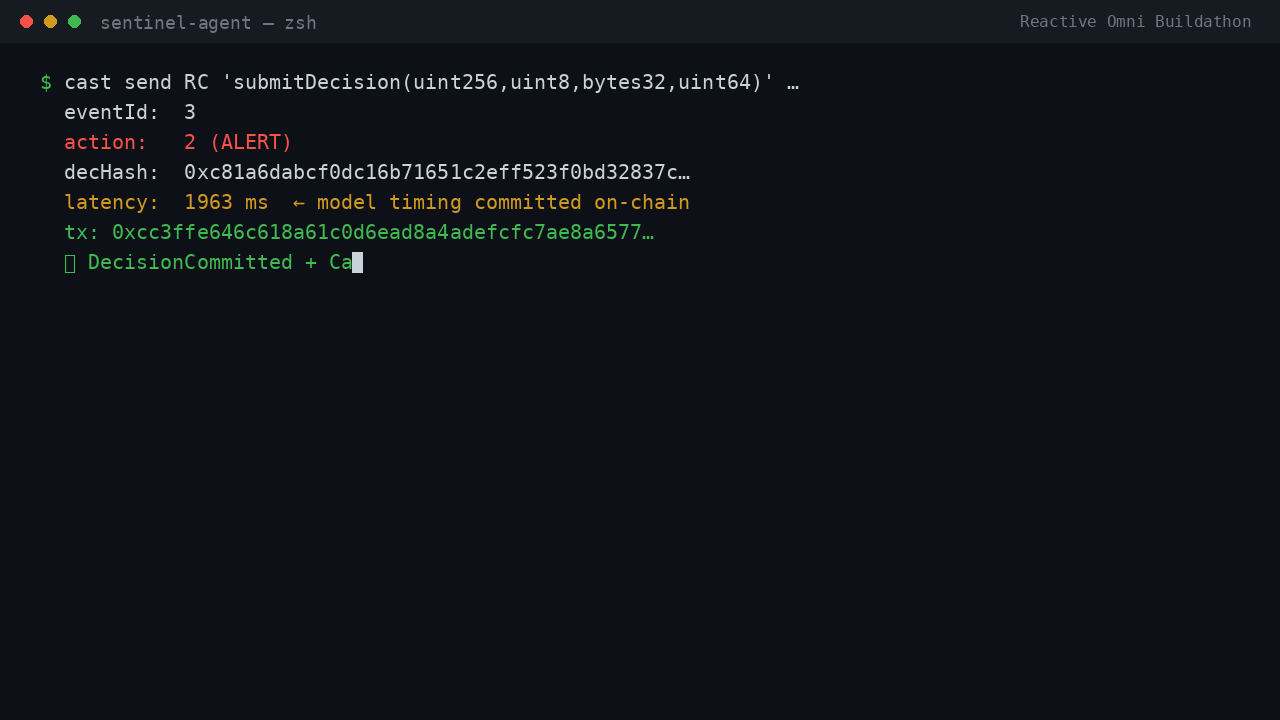 sentinel-agent — zsh
Reactive Omni Buildathon
$ cast send RC 'submitDecision(uint256,uint8,bytes32,uint64)' …
eventId: 3
action: 2 (ALERT)
decHash: 0xc81a6dabcf0dc16b71651c2eff523f0bd32837c…
latency: 1963 ms ← model timing committed on-chain
tx: 0xcc3ffe646c618a61c0d6ead8a4adefcfc7ae8a6577…
▯ DecisionCommitted + Ca